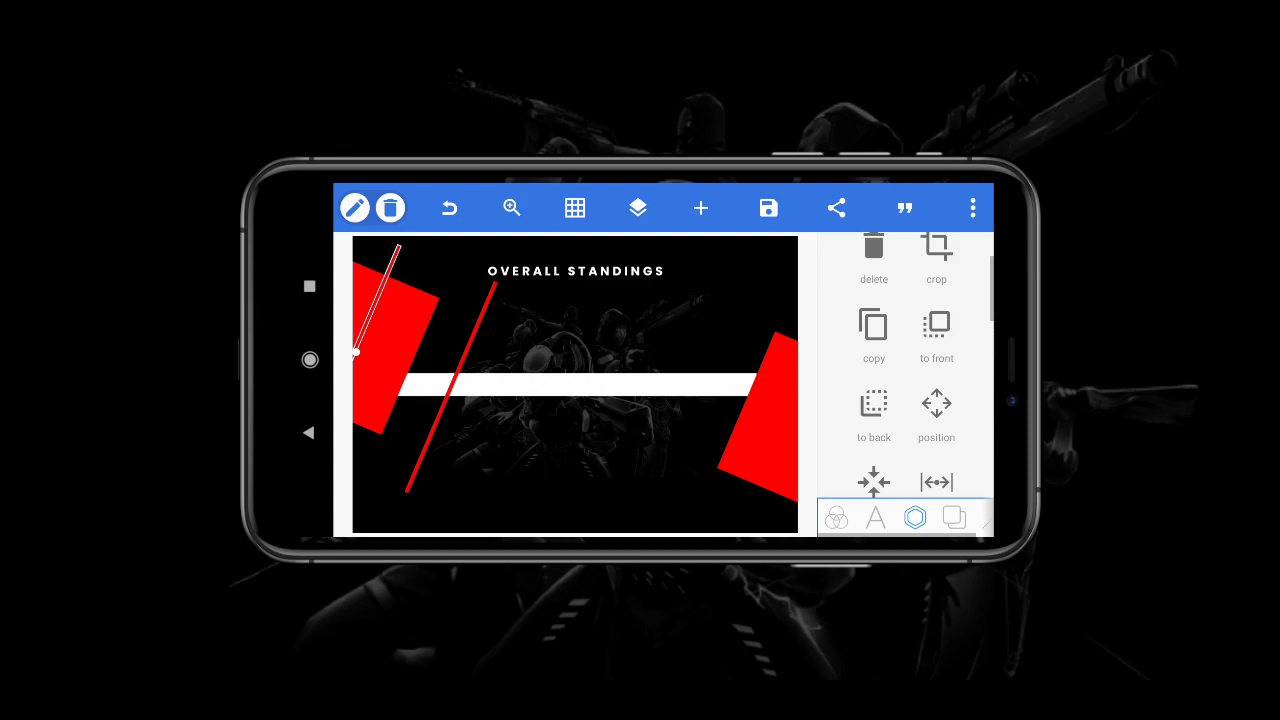 OVERALL STANDINGS
delete
crop
copy
to front
to back
position